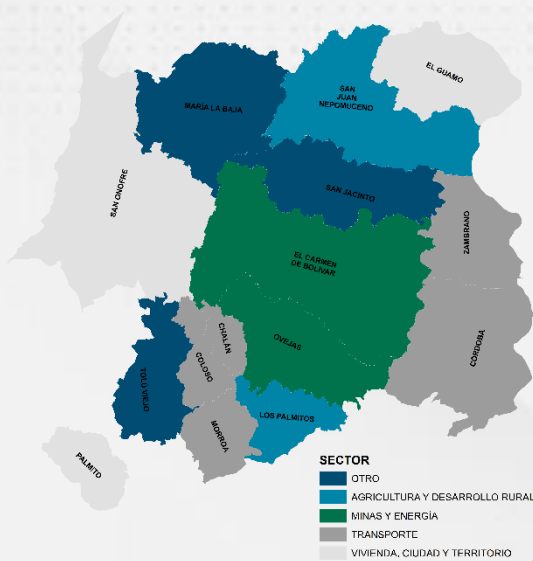 EL GUAMO
SAN
JUAN
NEPOMUCENO
MARÍA LA BAJA
SAN JACINTO
SAN ONOFRE
ZAMBRANO
EL CARMEN
DE BOLÍVAR
OVEJAS
CHALÁN
COLOSO
CÓRDOBA
TOLÚ VIEJO
LOS PALMITOS
MORROA
PALMITO
SECTOR
OTRO
AGRICULTURA Y DESARROLLO RURAL
MINAS Y ENERGÍA
TRANSPORTE
VIVIENDA, CIUDAD Y TERRITORIO